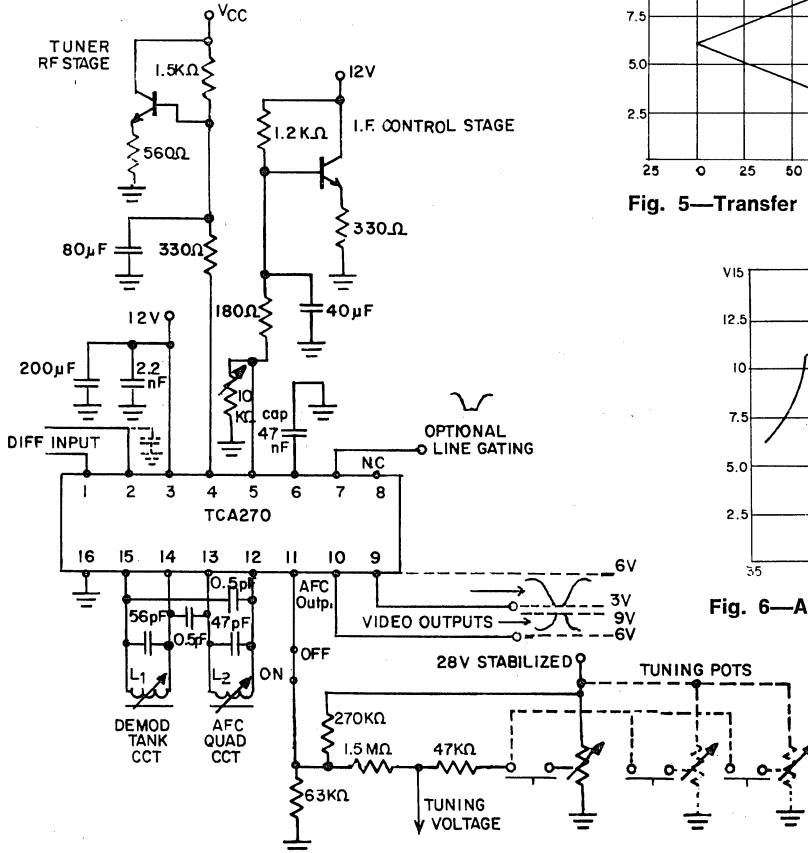 VCC
TUNER
RF STAGE
1.5KΩ
560Ω
80µF
330Ω
12V
1.2KΩ
I.F. CONTROL STAGE
330Ω
180Ω
40µF
12V
200µF
2.2
nF
10
KΩ
cap
47
nF
OPTIONAL
LINE GATING
DIFF INPUT
N.C
1 2 3 4 5 6 7 8
TCA270
16 15 14 13 12 11 10 9
0.5pF
AFC
Outp.
56pF
0.5pF
47pF
L1
L2
OFF
ON
DEMOD
TANK
CCT
AFC
QUAD
CCT
6V
3V
VIDEO OUTPUTS
9V
6V
28V STABILIZED
TUNING POTS
270KΩ
1.5MΩ
47KΩ
63KΩ
TUNING
VOLTAGE
7.5
5.0
2.5
25 0 25 50
Fig. 5—Transfer
V15
12.5
10
7.5
5.0
2.5
35
Fig. 6—A